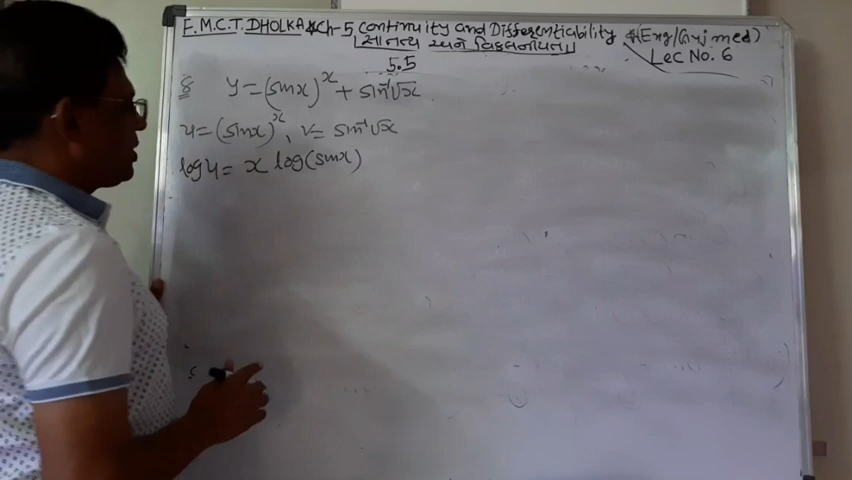 F.M.C.T. DHOLKA Ch-5 Continuity and Differentiability (Eng/Guj med)
સાતત્ય અને વિકલનીયતા Lec No. 6
5.5
8 y = (sinx)^x + sin⁻¹√x
u = (sinx)^x, v = sin⁻¹√x
log u = x log(sinx)